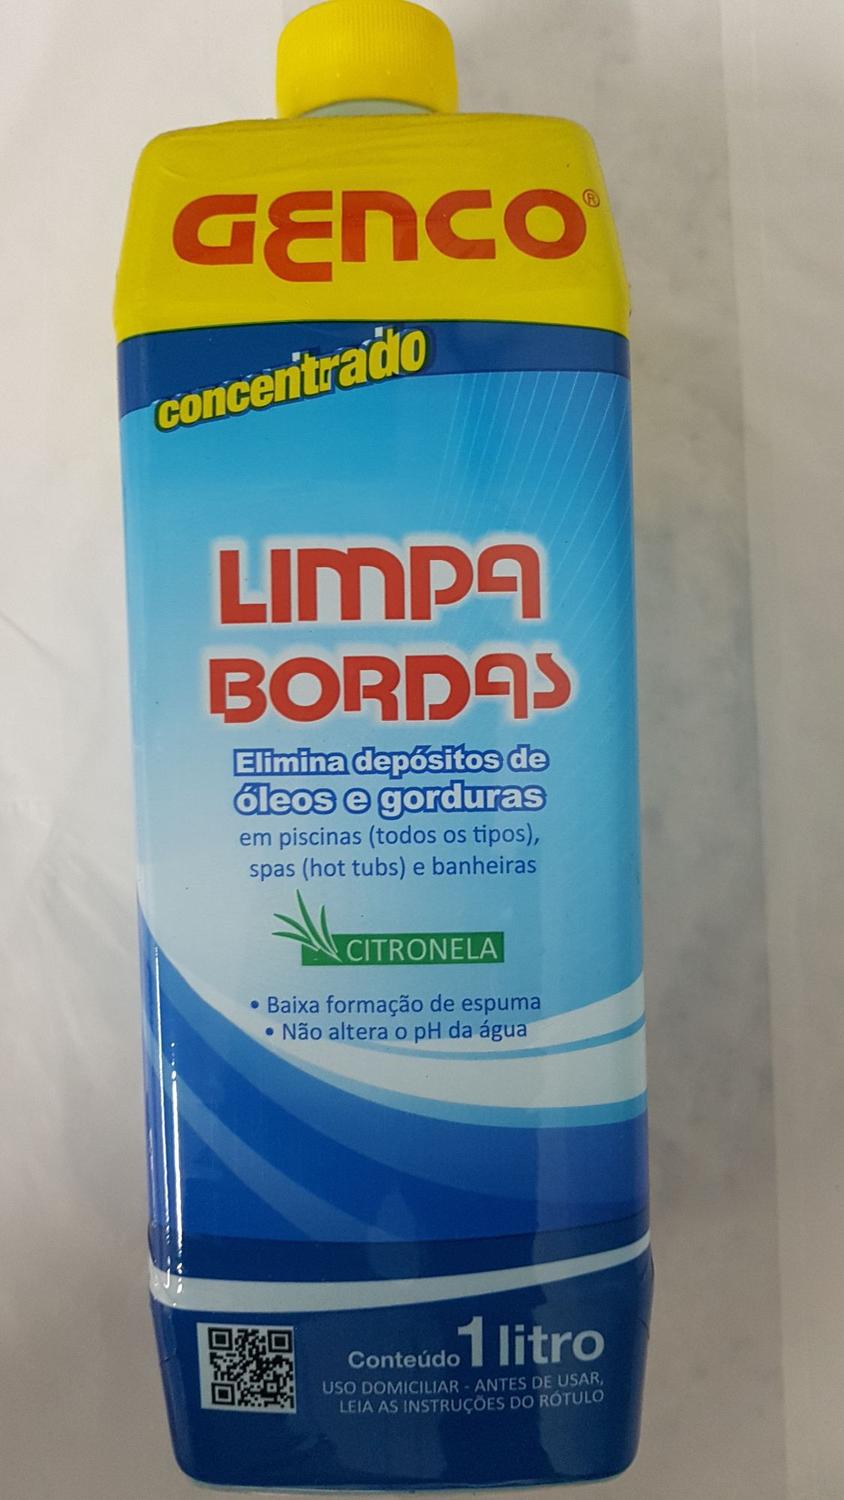 GENCO®
concentrado
LIMPA
BORDAS
Elimina depósitos de
óleos e gorduras
em piscinas (todos os tipos),
spas (hot tubs) e banheiras
CITRONELA
• Baixa formação de espuma
• Não altera o pH da água
Conteúdo 1 litro
USO DOMICILIAR - ANTES DE USAR,
LEIA AS INSTRUÇÕES DO RÓTULO